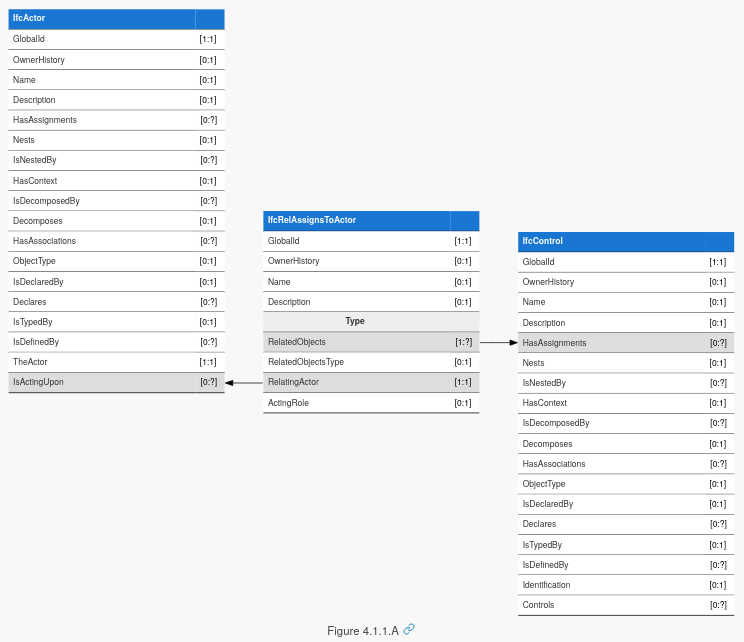 IfcActor
GlobalId [1:1]
OwnerHistory [0:1]
Name [0:1]
Description [0:1]
HasAssignments [0:?]
Nests [0:1]
IsNestedBy [0:?]
HasContext [0:1]
IsDecomposedBy [0:?]
Decomposes [0:1]
HasAssociations [0:?]
ObjectType [0:1]
IsDeclaredBy [0:1]
Declares [0:?]
IsTypedBy [0:1]
IsDefinedBy [0:?]
TheActor [1:1]
IsActingUpon [0:?]
IfcRelAssignsToActor
GlobalId [1:1]
OwnerHistory [0:1]
Name [0:1]
Description [0:1]
Type
RelatedObjects [1:?]
RelatedObjectsType [0:1]
RelatingActor [1:1]
ActingRole [0:1]
IfcControl
GlobalId [1:1]
OwnerHistory [0:1]
Name [0:1]
Description [0:1]
HasAssignments [0:?]
Nests [0:1]
IsNestedBy [0:?]
HasContext [0:1]
IsDecomposedBy [0:?]
Decomposes [0:1]
HasAssociations [0:?]
ObjectType [0:1]
IsDeclaredBy [0:1]
Declares [0:?]
IsTypedBy [0:1]
IsDefinedBy [0:?]
Identification [0:1]
Controls [0:?]
Figure 4.1.1.A